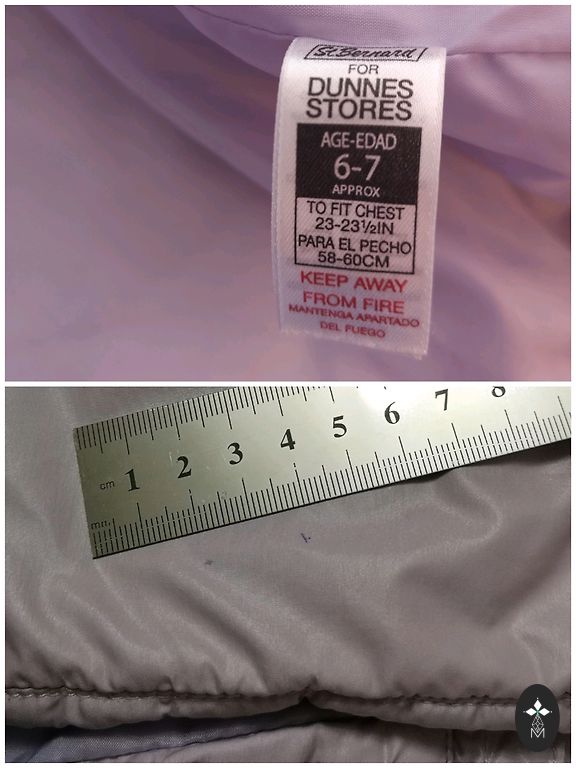 St. Bernard
FOR
DUNNES
STORES
AGE-EDAD
6-7
APPROX
TO FIT CHEST
23-23½IN
PARA EL PECHO
58-60CM
KEEP AWAY
FROM FIRE
MANTENGA APARTADO
DEL FUEGO
cm 1 2 3 4 5 6 7 8
mm.
M